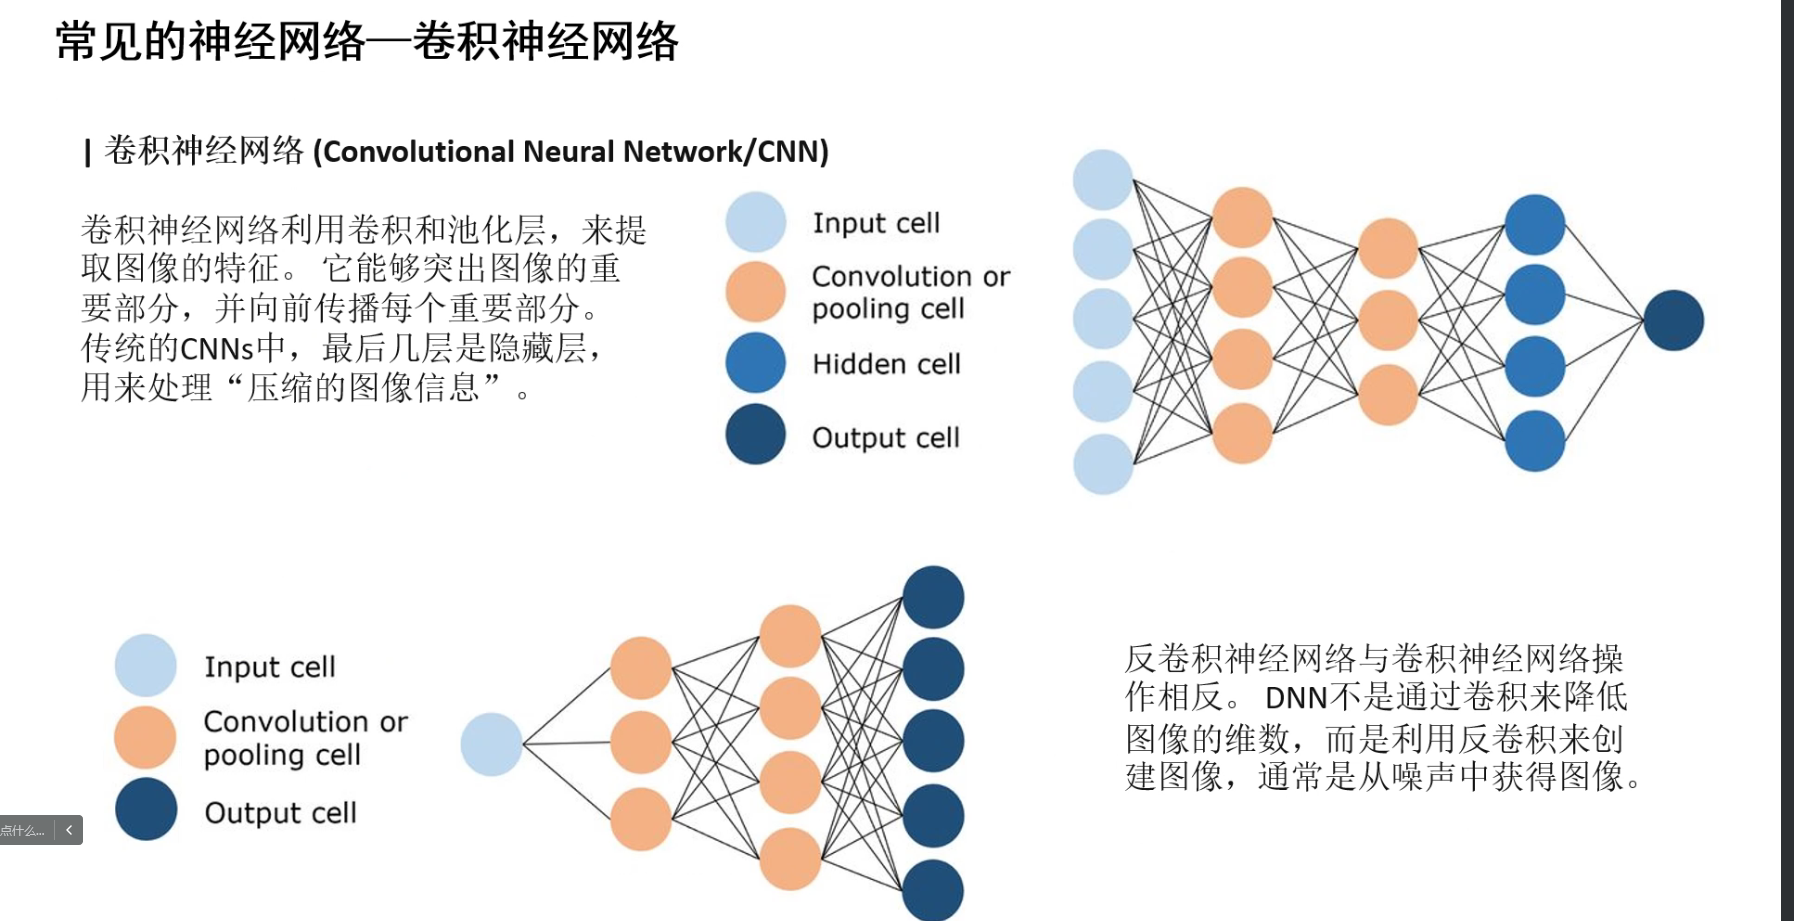 常见的神经网络—卷积神经网络
| 卷积神经网络 (Convolutional Neural Network/CNN)
卷积神经网络利用卷积和池化层，来提
取图像的特征。 它能够突出图像的重
要部分，并向前传播每个重要部分。
传统的CNNs中，最后几层是隐藏层，
用来处理“压缩的图像信息”。
Input cell
Convolution or
pooling cell
Hidden cell
Output cell
Input cell
Convolution or
pooling cell
Output cell
反卷积神经网络与卷积神经网络操
作相反。 DNN不是通过卷积来降低
图像的维数，而是利用反卷积来创
建图像，通常是从噪声中获得图像。
点什么...